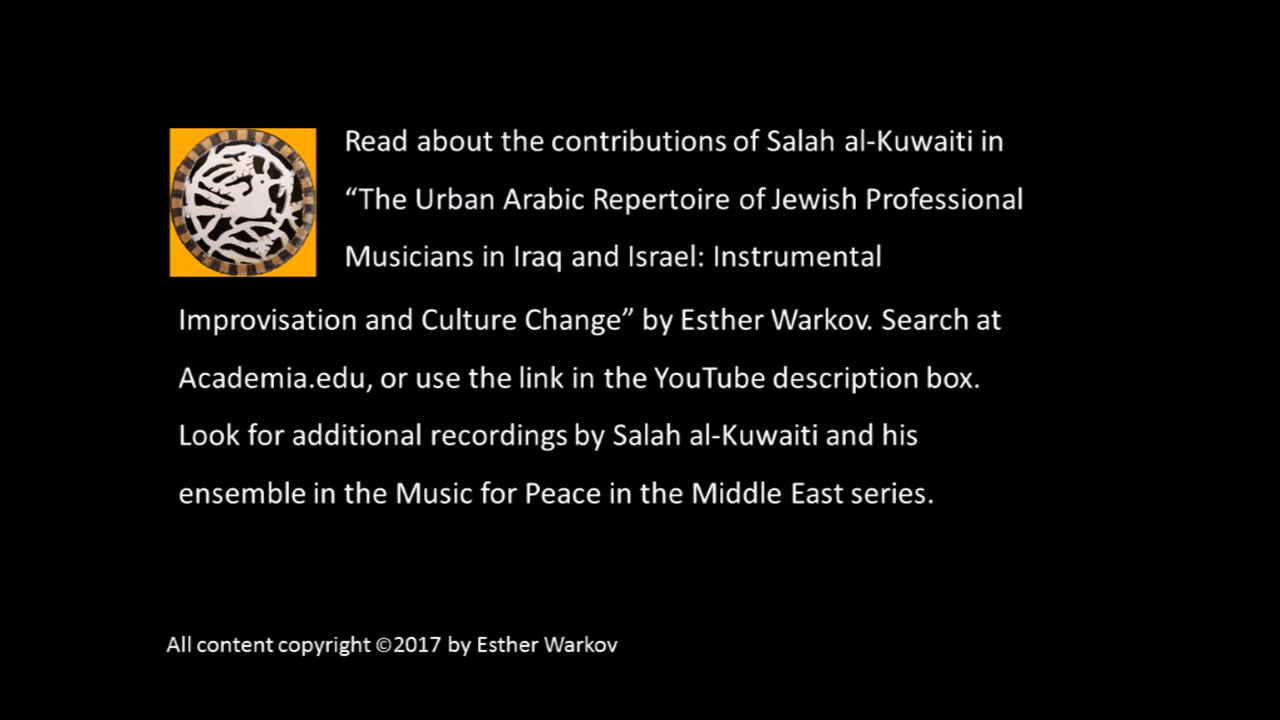 Read about the contributions of Salah al-Kuwaiti in
“The Urban Arabic Repertoire of Jewish Professional
Musicians in Iraq and Israel: Instrumental
Improvisation and Culture Change” by Esther Warkov. Search at
Academia.edu, or use the link in the YouTube description box.
Look for additional recordings by Salah al-Kuwaiti and his
ensemble in the Music for Peace in the Middle East series.
All content copyright ©2017 by Esther Warkov